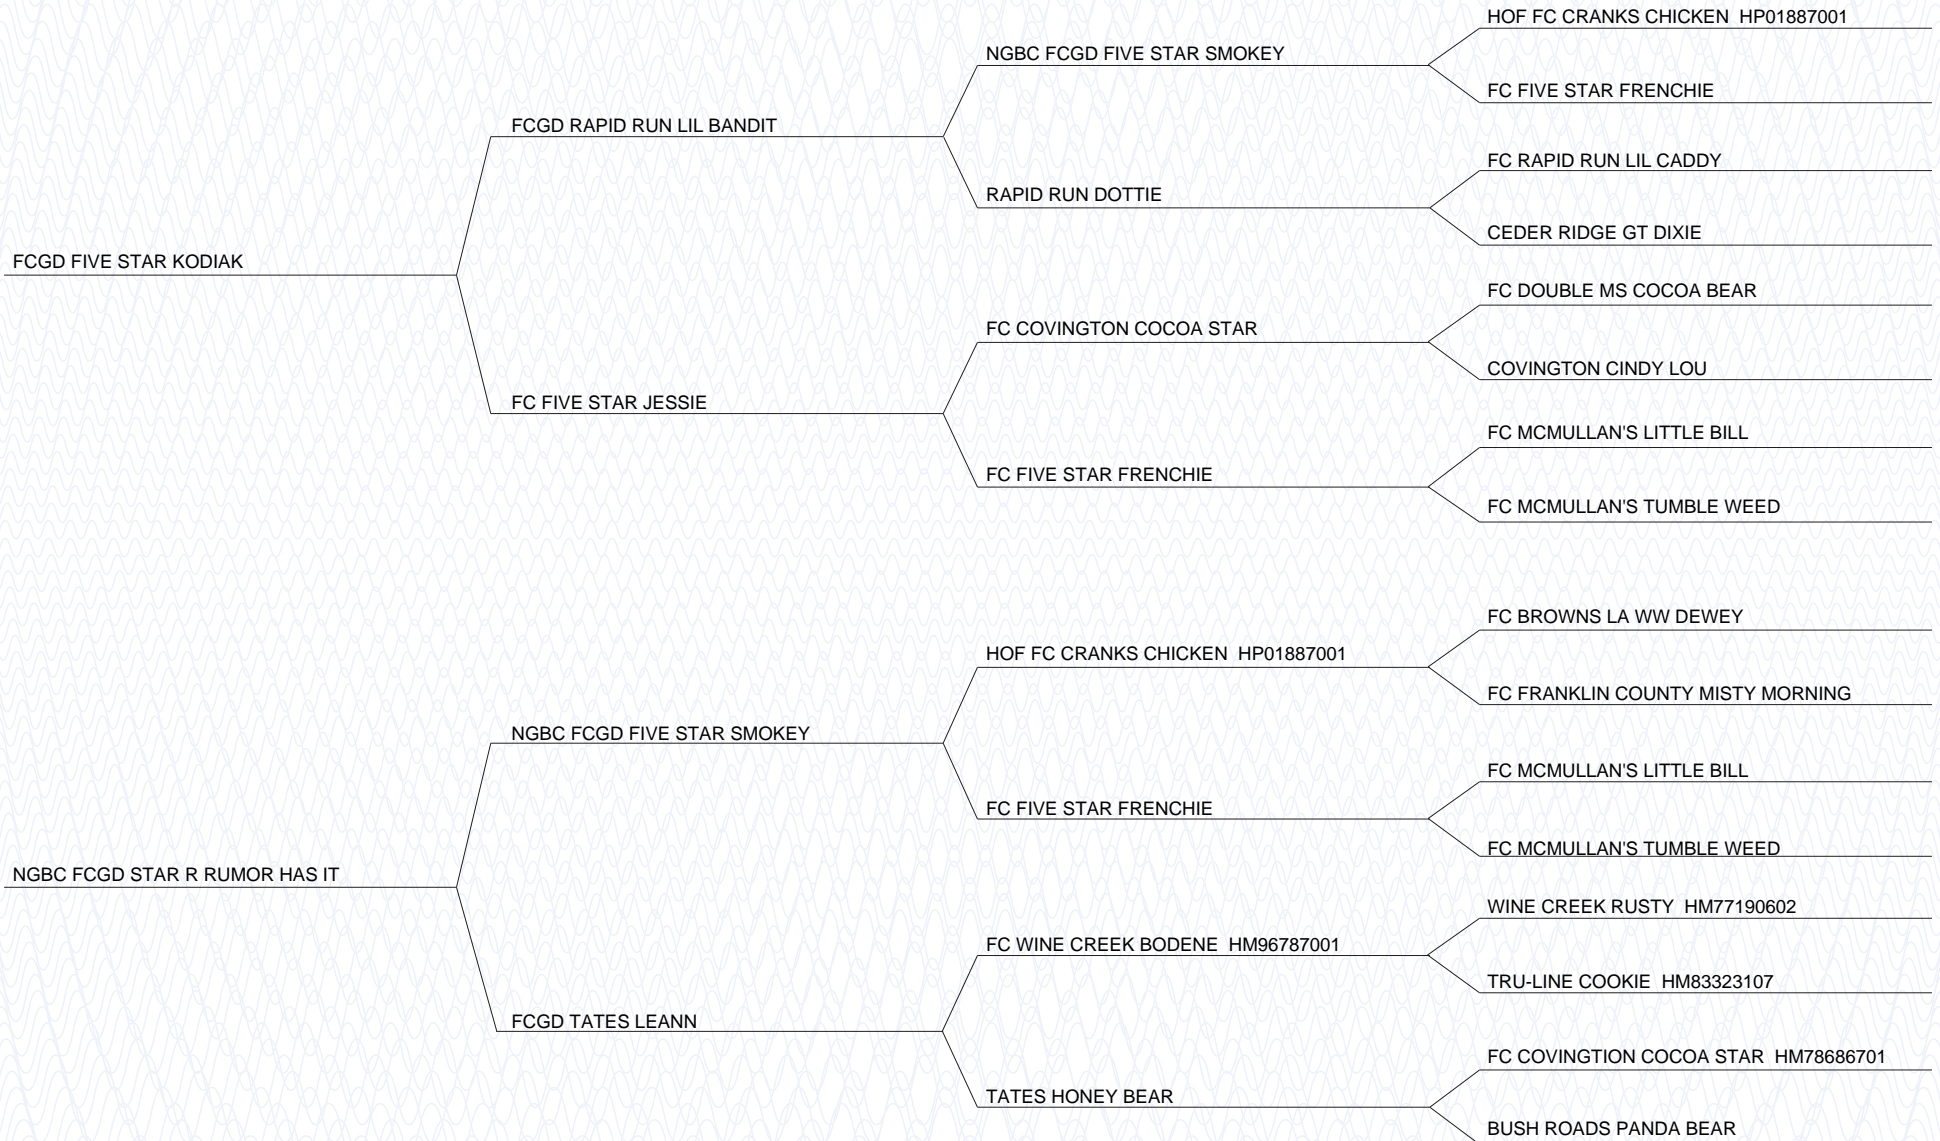 HOF FC CRANKS CHICKEN  HP01887001
NGBC FCGD FIVE STAR SMOKEY
FC FIVE STAR FRENCHIE
FCGD RAPID RUN LIL BANDIT
FC RAPID RUN LIL CADDY
RAPID RUN DOTTIE
CEDER RIDGE GT DIXIE
FCGD FIVE STAR KODIAK
FC DOUBLE MS COCOA BEAR
FC COVINGTON COCOA STAR
COVINGTON CINDY LOU
FC FIVE STAR JESSIE
FC MCMULLAN'S LITTLE BILL
FC FIVE STAR FRENCHIE
FC MCMULLAN'S TUMBLE WEED
FC BROWNS LA WW DEWEY
HOF FC CRANKS CHICKEN  HP01887001
FC FRANKLIN COUNTY MISTY MORNING
NGBC FCGD FIVE STAR SMOKEY
FC MCMULLAN'S LITTLE BILL
FC FIVE STAR FRENCHIE
FC MCMULLAN'S TUMBLE WEED
NGBC FCGD STAR R RUMOR HAS IT
WINE CREEK RUSTY  HM77190602
FC WINE CREEK BODENE  HM96787001
TRU-LINE COOKIE  HM83323107
FCGD TATES LEANN
FC COVINGTION COCOA STAR  HM78686701
TATES HONEY BEAR
BUSH ROADS PANDA BEAR